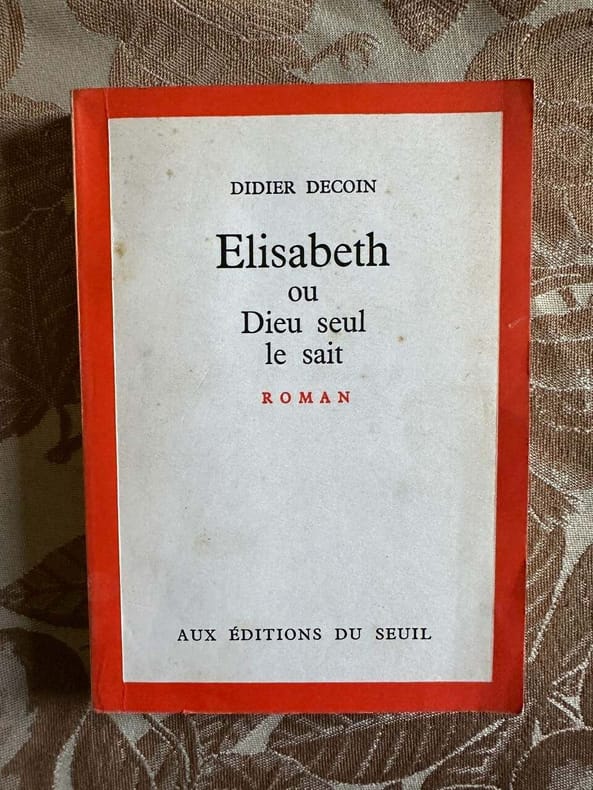 DIDIER DECOIN
Elisabeth
ou
Dieu seul
le sait
ROMAN
AUX ÉDITIONS DU SEUIL